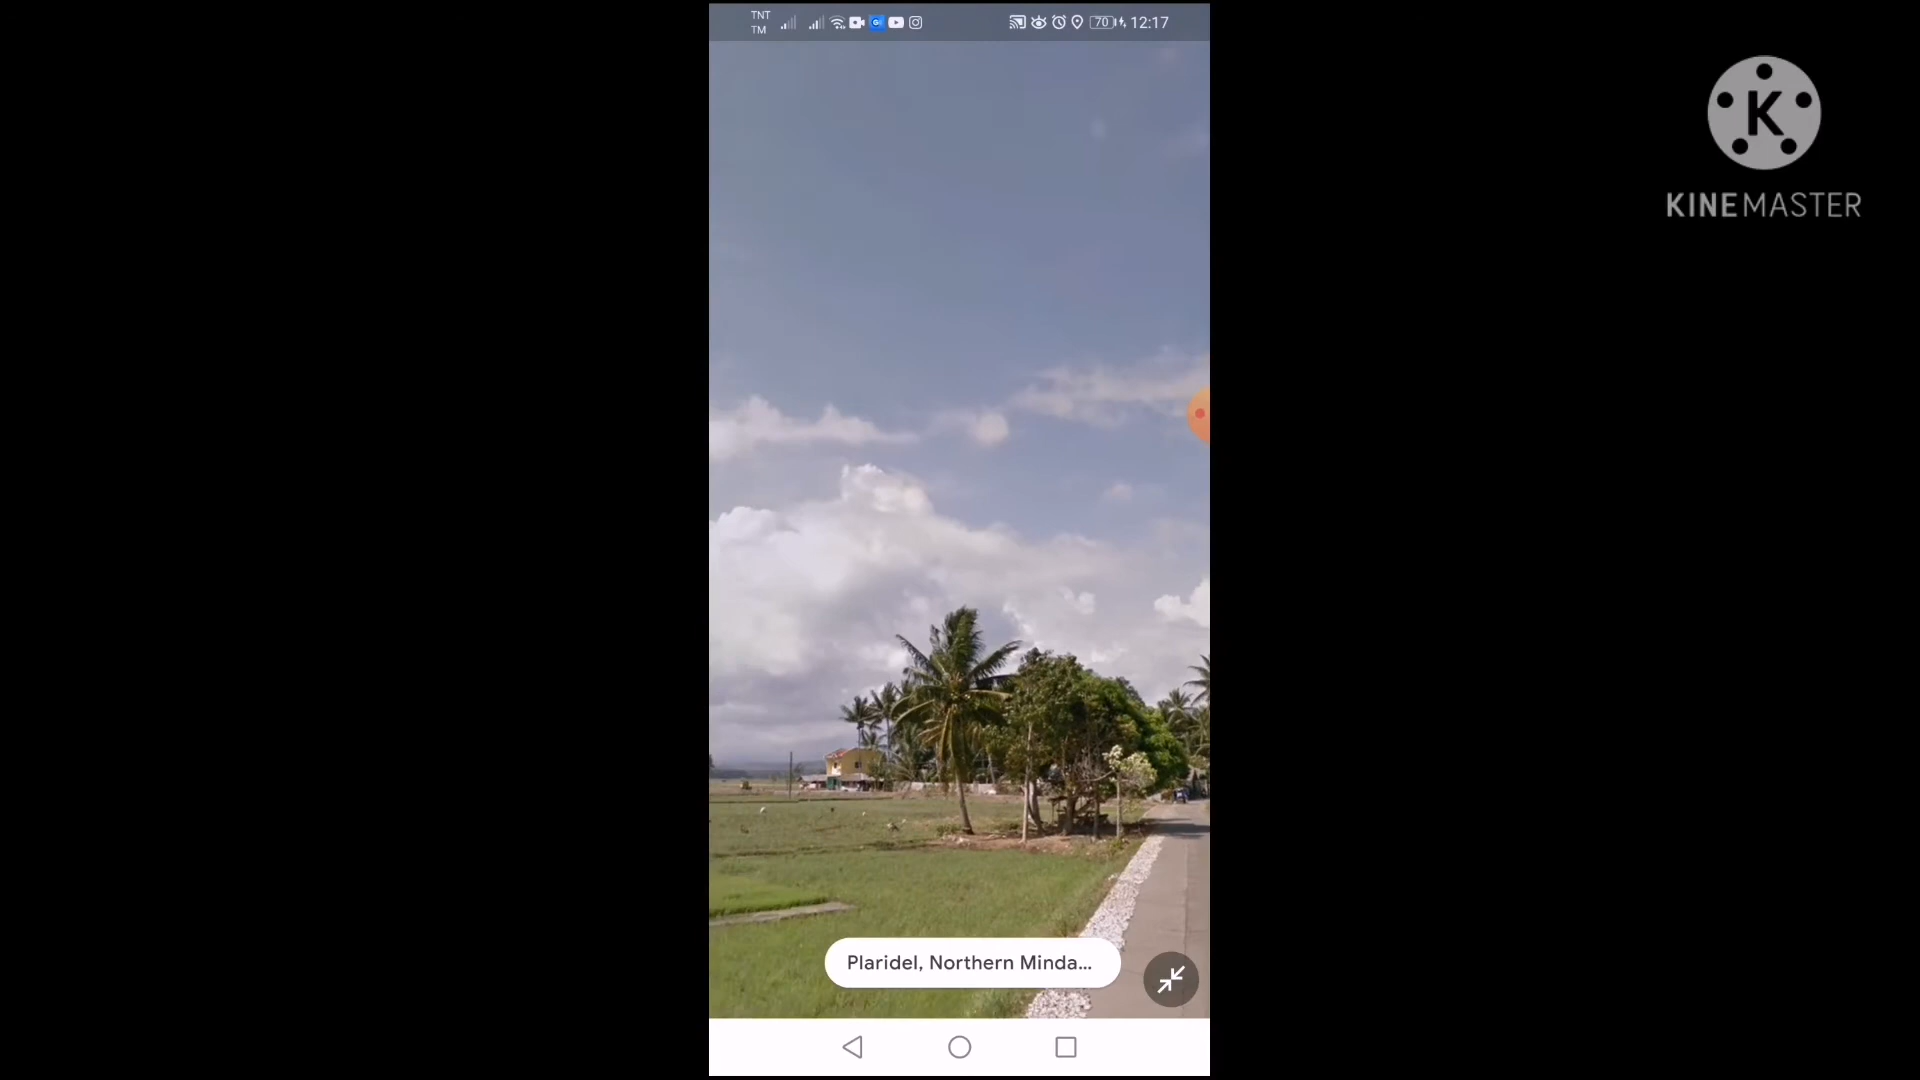 TNT
TM
70
12:17
K
KINEMASTER
Plaridel, Northern Minda...